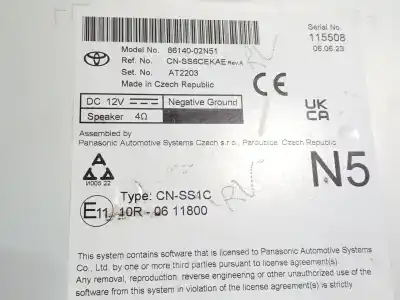 Serial No.
115508
06.06.23
Model No. 86140-02N51
Ref. No. CN-SS6CEKAE Rev.A
Set. No. AT2203
Made in Czech Republic
DC 12V Negative Ground
Speaker 4Ω
CE
UK
CA
Assembled by
Panasonic Automotive Systems Czech s.r.o., Pardubice, Czech Republic.
N5
И005 22
Type: CN-SS1C
E11 10R - 06 11800
RV
RV
This system contains software that is licensed to Panasonic Automotive Systems
Co., Ltd., by one or more third parties pursuant to license agreement(s).
Any removal, reproduction, reverse engineering or other unauthorized use of the
software from this system in violation of the license agreement(s) is strictly